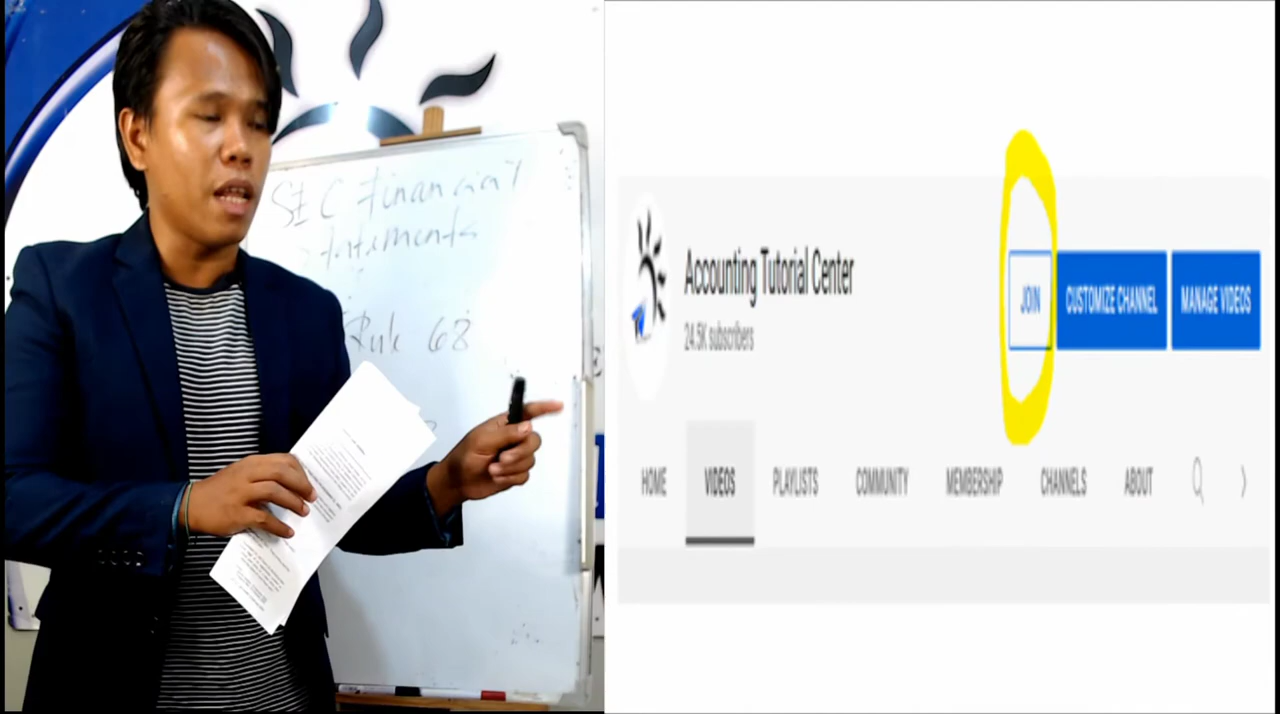 SEC Financial
Statements
Rule 68
Accounting Tutorial Center
24.5K subscribers
JOIN
CUSTOMIZE CHANNEL
MANAGE VIDEOS
HOME
VIDEOS
PLAYLISTS
COMMUNITY
MEMBERSHIP
CHANNELS
ABOUT